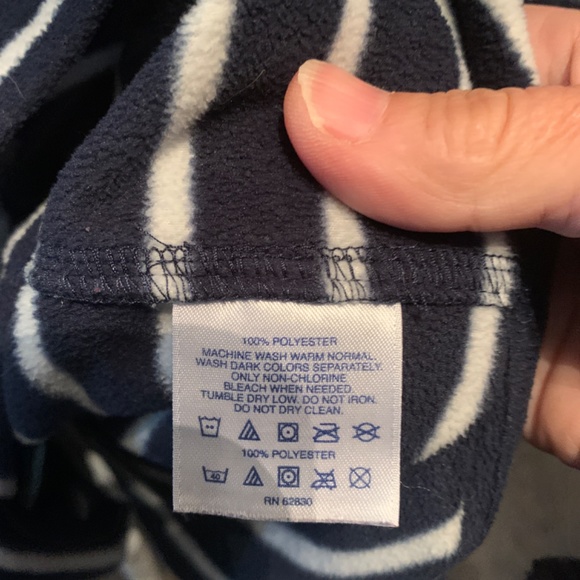 100% POLYESTER
MACHINE WASH WARM NORMAL.
WASH DARK COLORS SEPARATELY.
ONLY NON-CHLORINE
BLEACH WHEN NEEDED.
TUMBLE DRY LOW. DO NOT IRON.
DO NOT DRY CLEAN.
100% POLYESTER
40
RN 62830